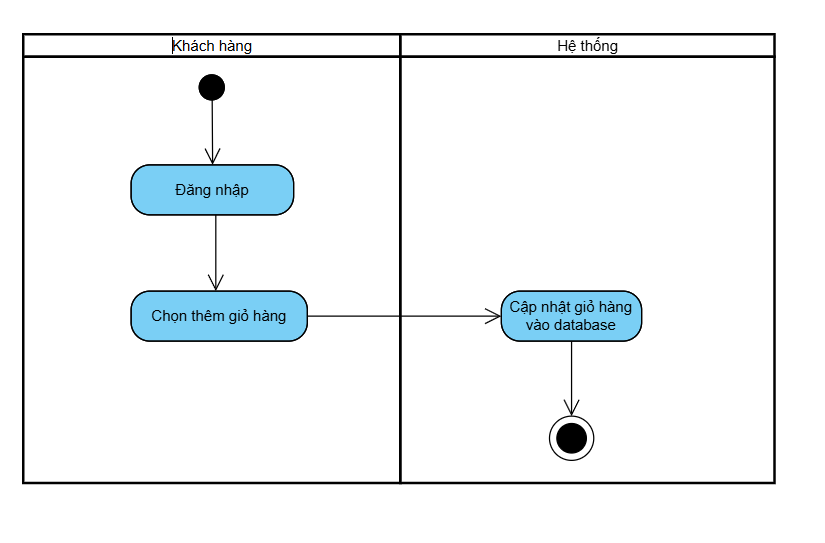 Khách hàng
Hệ thống
Đăng nhập
Chọn thêm giỏ hàng
Cập nhật giỏ hàng
vào database